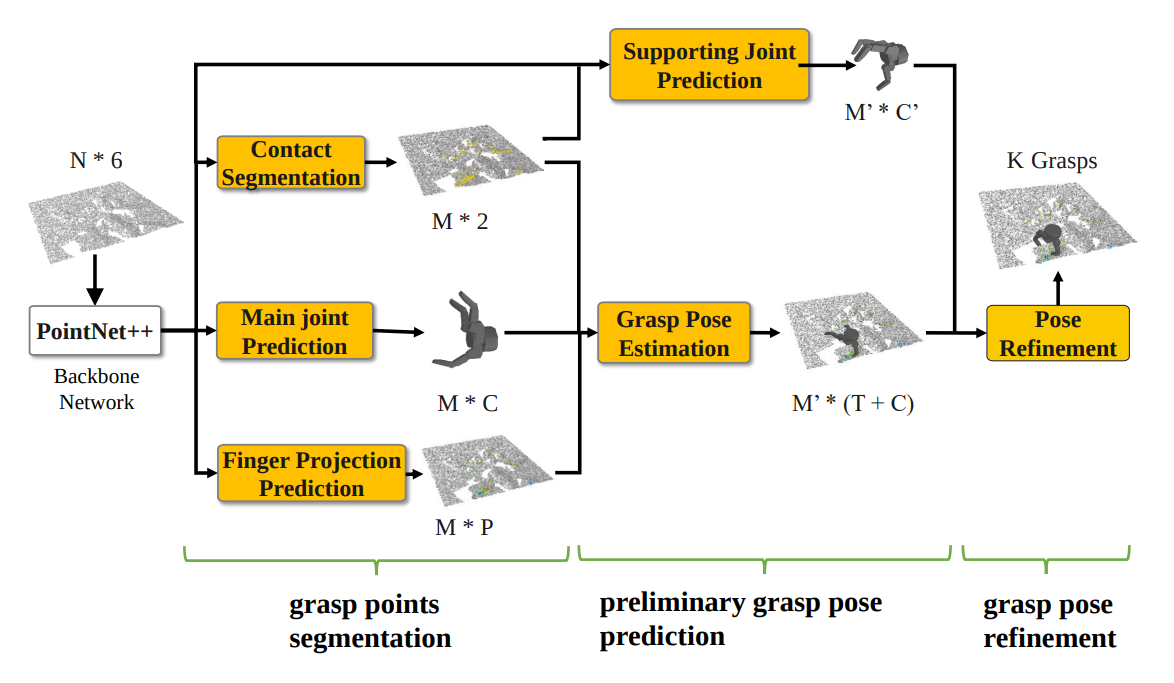 Supporting Joint
Prediction
M’ * C’
N * 6
Contact
Segmentation
M * 2
K Grasps
PointNet++
Backbone
Network
Main joint
Prediction
M * C
Grasp Pose
Estimation
M’ * (T + C)
Pose
Refinement
Finger Projection
Prediction
M * P
grasp points
segmentation
preliminary grasp pose
prediction
grasp pose
refinement